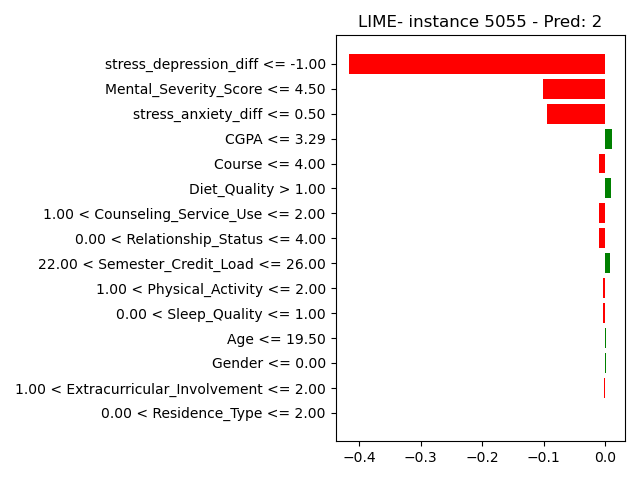 LIME- instance 5055 - Pred: 2
stress_depression_diff <= -1.00
Mental_Severity_Score <= 4.50
stress_anxiety_diff <= 0.50
CGPA <= 3.29
Course <= 4.00
Diet_Quality > 1.00
1.00 < Counseling_Service_Use <= 2.00
0.00 < Relationship_Status <= 4.00
22.00 < Semester_Credit_Load <= 26.00
1.00 < Physical_Activity <= 2.00
0.00 < Sleep_Quality <= 1.00
Age <= 19.50
Gender <= 0.00
1.00 < Extracurricular_Involvement <= 2.00
0.00 < Residence_Type <= 2.00
−0.4 −0.3 −0.2 −0.1 0.0